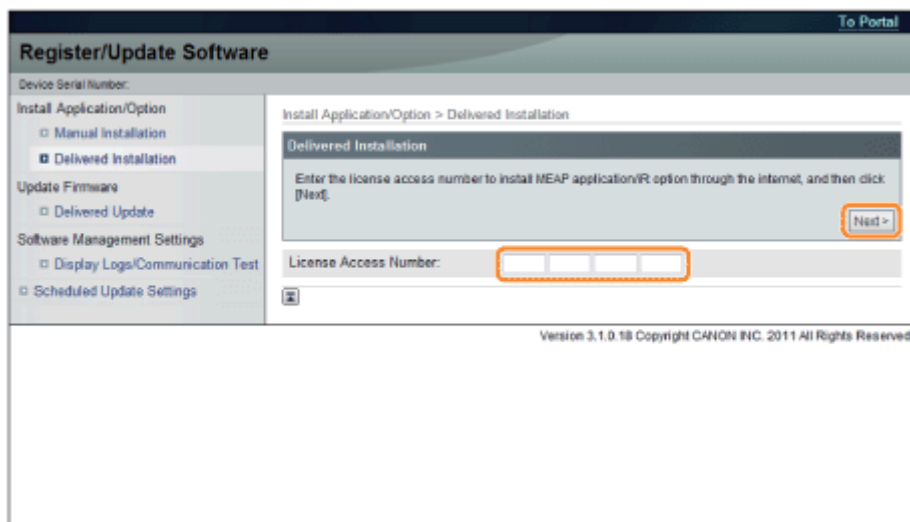 To Portal
Register/Update Software
Device Serial Number:
Install Application/Option
Manual Installation
Delivered Installation
Update Firmware
Delivered Update
Software Management Settings
Display Logs/Communication Test
Scheduled Update Settings
Install Application/Option > Delivered Installation
Delivered Installation
Enter the license access number to install MEAP application/iR option through the internet, and then click
[Next].
Next >
License Access Number:
Version 3.1.0.18 Copyright CANON INC. 2011 All Rights Reserved